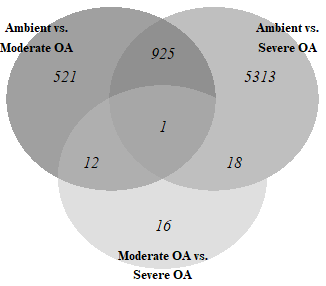 Ambient vs.
Moderate OA
Ambient vs.
Severe OA
925
521
5313
1
12
18
16
Moderate OA vs.
Severe OA